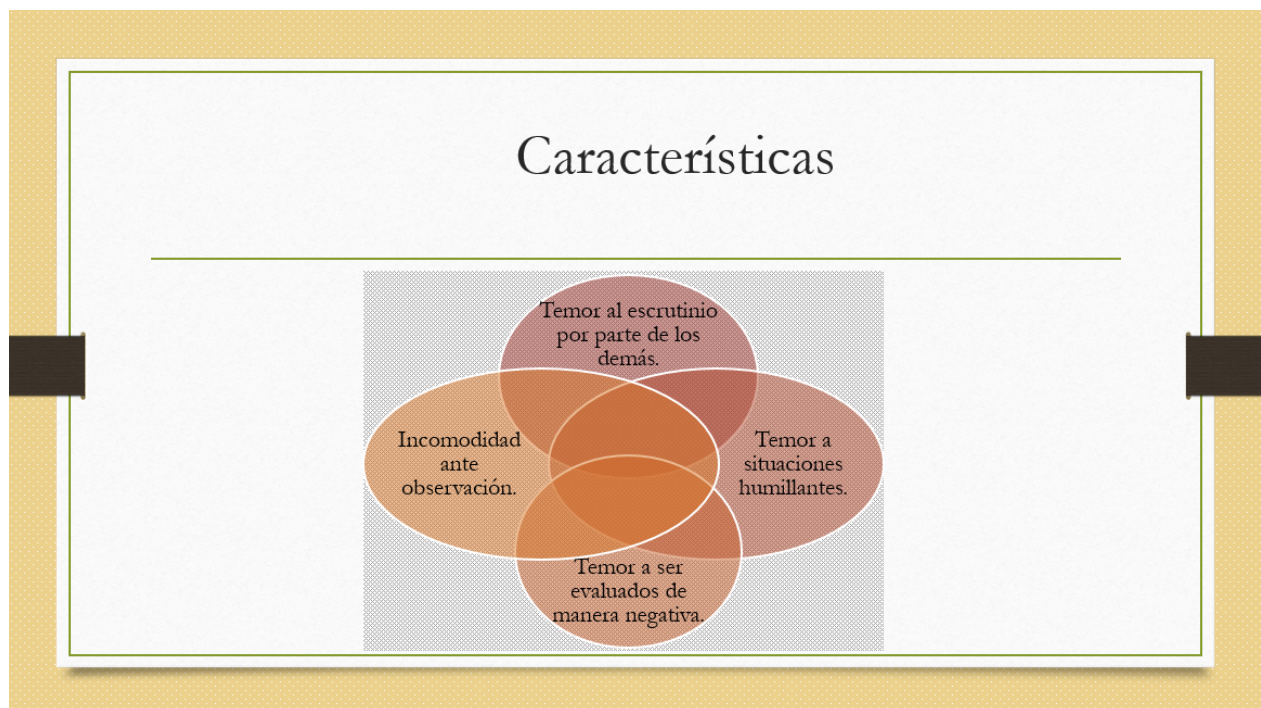 Características
Temor al escrutinio
por parte de los
demás.
Incomodidad
ante
observación.
Temor a
situaciones
humillantes.
Temor a ser
evaluados de
manera negativa.